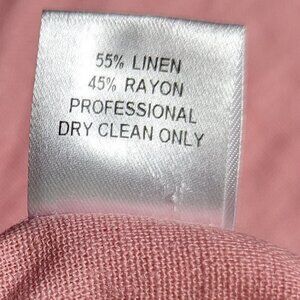 55% LINEN
45% RAYON
PROFESSIONAL
DRY CLEAN ONLY